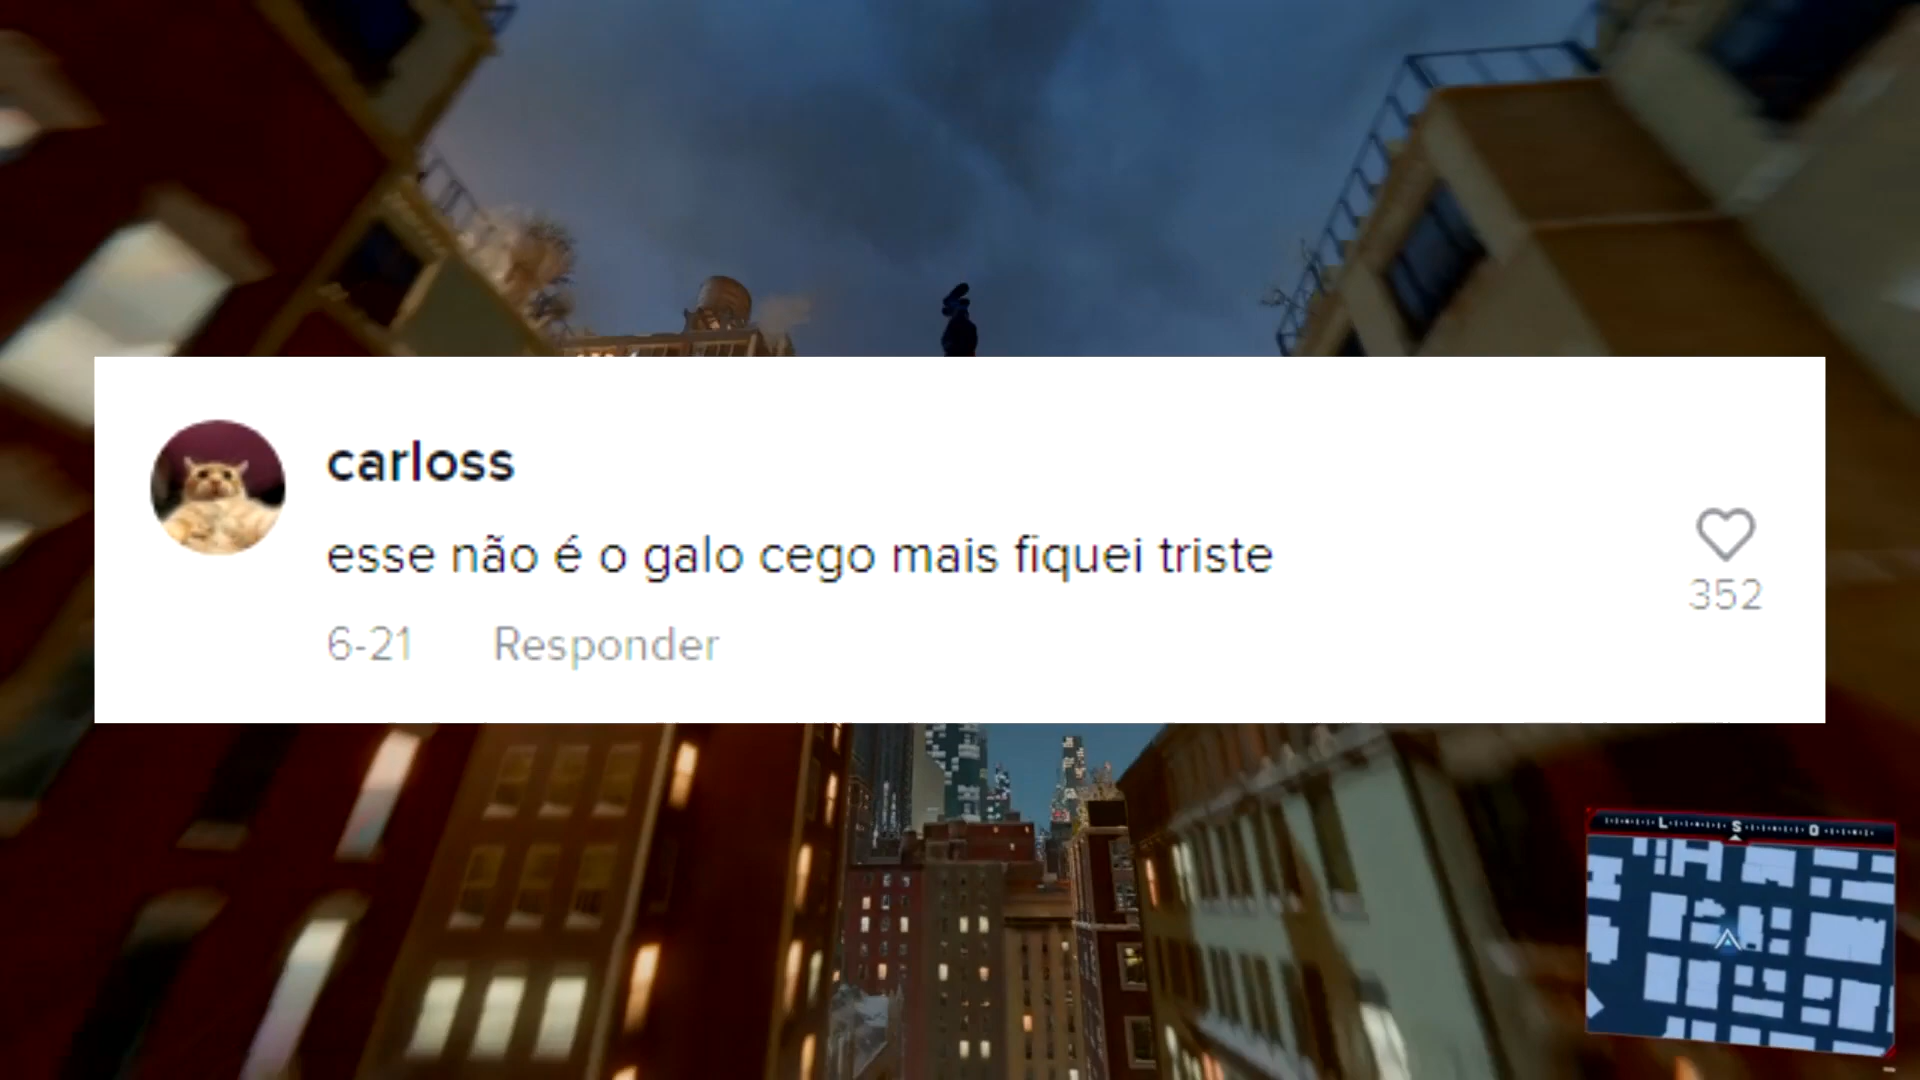 carloss
esse não é o galo cego mais fiquei triste
352
6-21 Responder
L S O